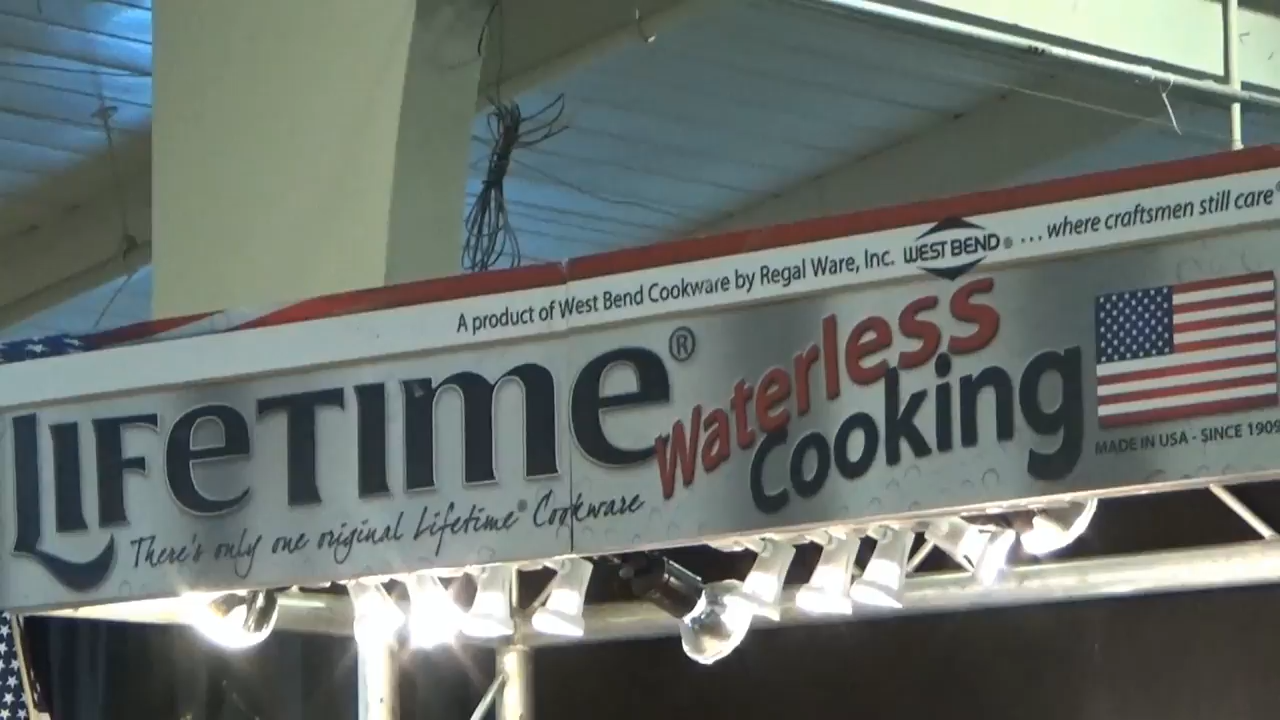 A product of West Bend Cookware by Regal Ware, Inc. WEST BEND® ...where craftsmen still care®
LIFeTIme® Waterless
Cooking
There's only one original Lifetime® Cookware
MADE IN USA - SINCE 1909